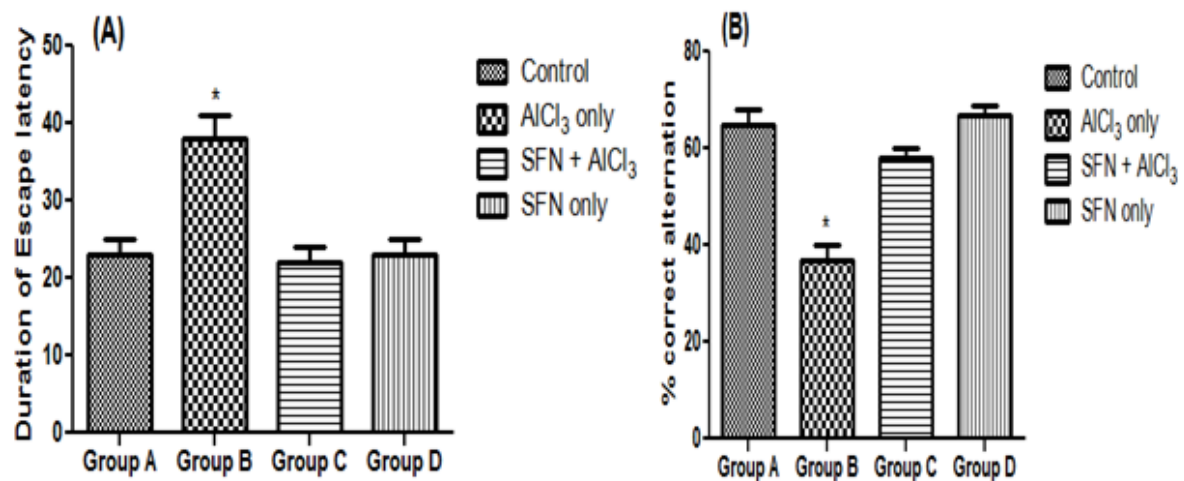 (A)
Duration of Escape latency
50
40
30
20
10
0
*
Group A Group B Group C Group D
Control
AlCl₃ only
SFN + AlCl₃
SFN only
(B)
% correct alternation
80
60
40
20
0
*
Group A Group B Group C Group D
Control
AlCl₃ only
SFN + AlCl₃
SFN only